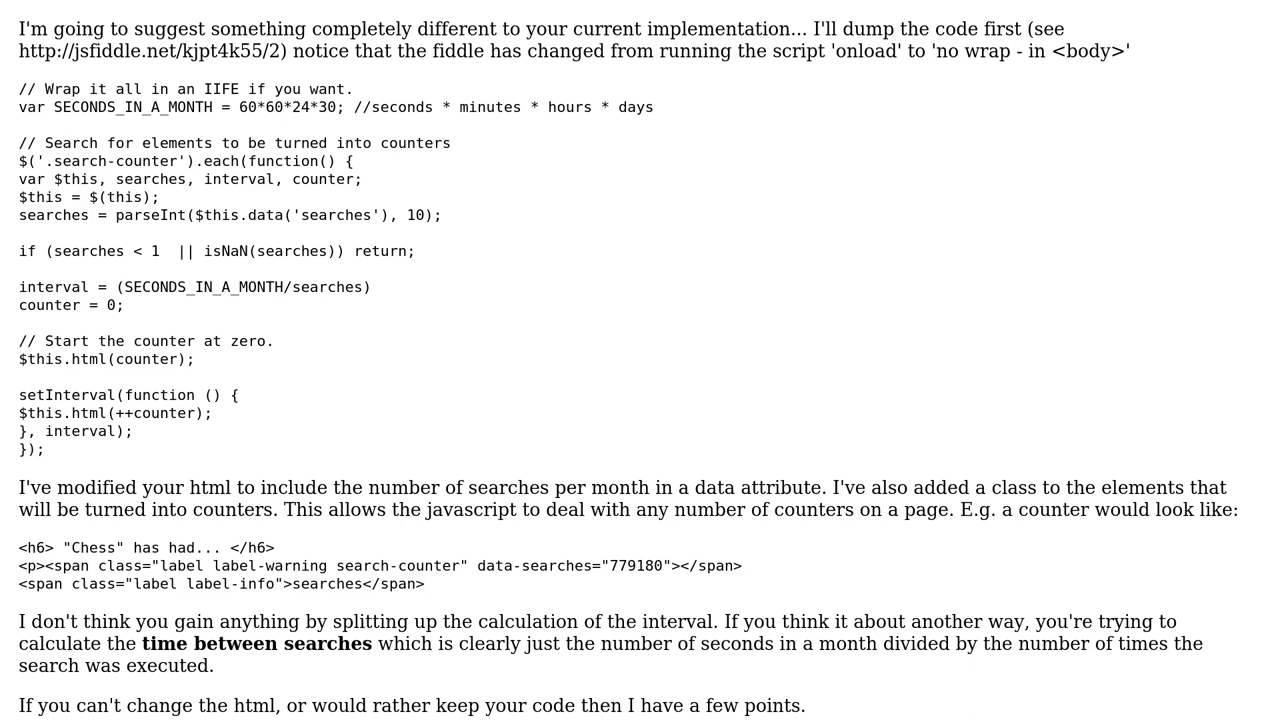 I'm going to suggest something completely different to your current implementation... I'll dump the code first (see
http://jsfiddle.net/kjpt4k55/2) notice that the fiddle has changed from running the script 'onload' to 'no wrap - in <body>'
// Wrap it all in an IIFE if you want.
var SECONDS_IN_A_MONTH = 60*60*24*30; //seconds * minutes * hours * days
// Search for elements to be turned into counters
$('.search-counter').each(function() {
var $this, searches, interval, counter;
$this = $(this);
searches = parseInt($this.data('searches'), 10);
if (searches < 1  || isNaN(searches)) return;
interval = (SECONDS_IN_A_MONTH/searches)
counter = 0;
// Start the counter at zero.
$this.html(counter);
setInterval(function () {
$this.html(++counter);
}, interval);
});
I've modified your html to include the number of searches per month in a data attribute. I've also added a class to the elements that
will be turned into counters. This allows the javascript to deal with any number of counters on a page. E.g. a counter would look like:
<h6> "Chess" has had... </h6>
<p><span class="label label-warning search-counter" data-searches="779180"></span>
<span class="label label-info">searches</span>
I don't think you gain anything by splitting up the calculation of the interval. If you think it about another way, you're trying to
calculate the time between searches which is clearly just the number of seconds in a month divided by the number of times the
search was executed.
If you can't change the html, or would rather keep your code then I have a few points.